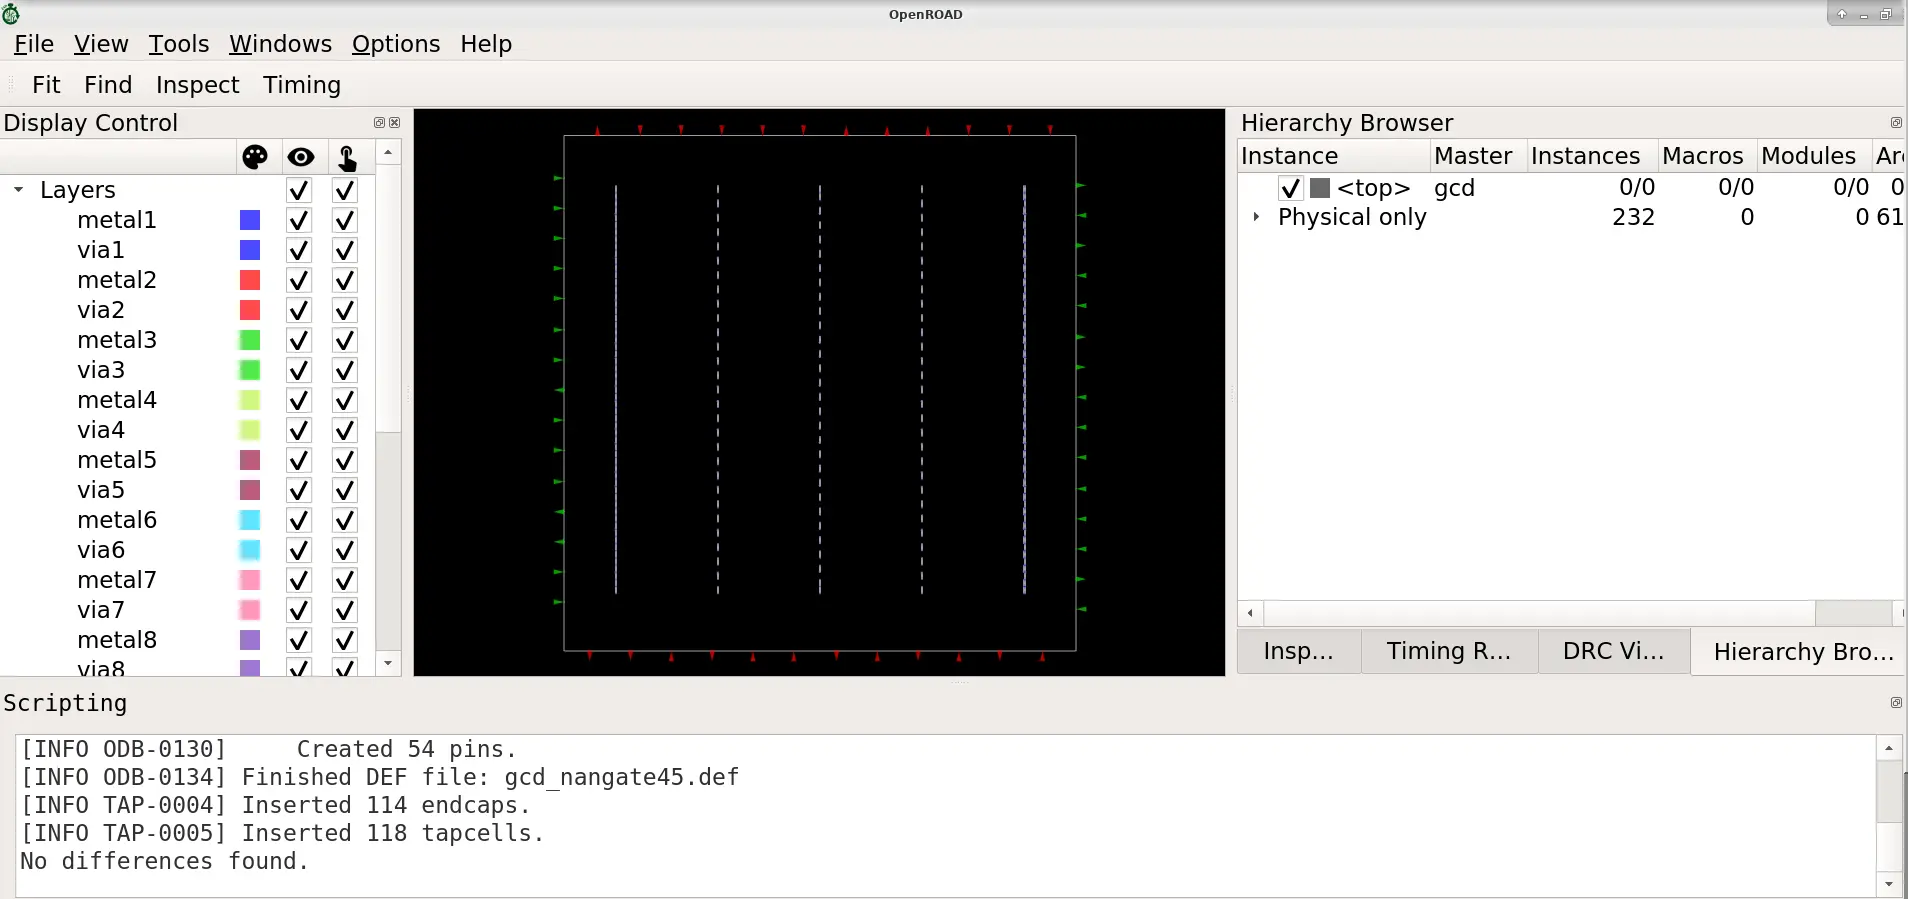 OpenROAD
File View Tools Windows Options Help
Fit Find Inspect Timing
Display Control
Layers
metal1
via1
metal2
via2
metal3
via3
metal4
via4
metal5
via5
metal6
via6
metal7
via7
metal8
via8
Hierarchy Browser
Instance Master Instances Macros Modules Ar
<top> gcd 0/0 0/0 0/0 0
Physical only 232 0 0 61
Insp... Timing R... DRC Vi... Hierarchy Bro...
Scripting
[INFO ODB-0130] Created 54 pins.
[INFO ODB-0134] Finished DEF file: gcd_nangate45.def
[INFO TAP-0004] Inserted 114 endcaps.
[INFO TAP-0005] Inserted 118 tapcells.
No differences found.